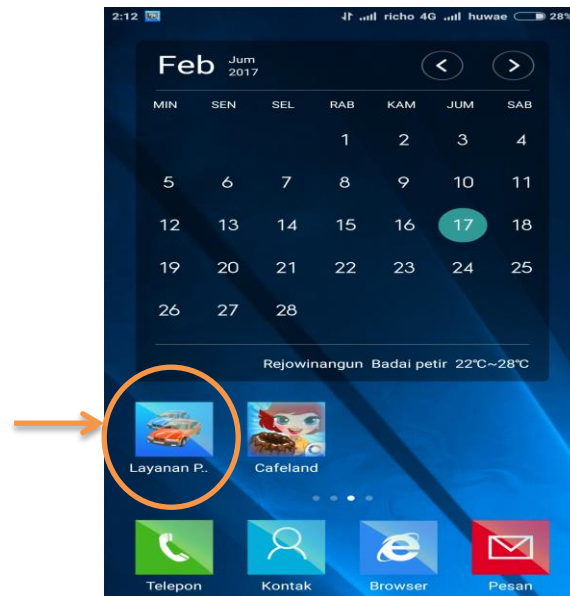 2:12 richo 4G huwae 28%
Feb Jum 2017
MIN SEN SEL RAB KAM JUM SAB
1 2 3 4
5 6 7 8 9 10 11
12 13 14 15 16 17 18
19 20 21 22 23 24 25
26 27 28
Rejowinangun Badai petir 22°C~28°C
Layanan P.. Cafeland
Telepon Kontak Browser Pesan